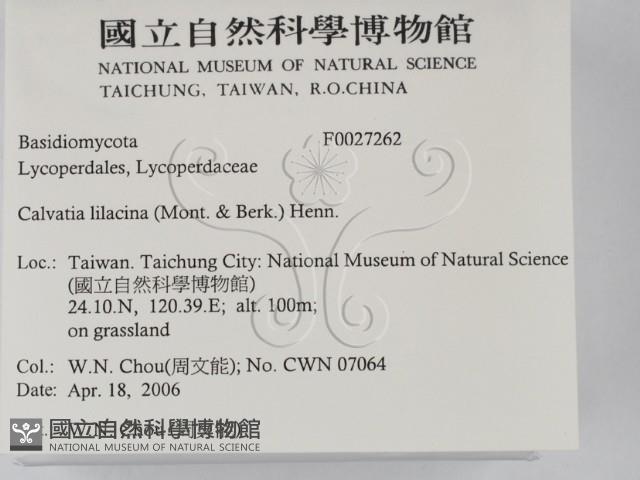 國立自然科學博物館
NATIONAL MUSEUM OF NATURAL SCIENCE
TAICHUNG, TAIWAN, R.O.CHINA
Basidiomycota F0027262
Lycoperdales, Lycoperdaceae
Calvatia lilacina (Mont. & Berk.) Henn.
Loc.: Taiwan. Taichung City: National Museum of Natural Science
(國立自然科學博物館)
24.10.N, 120.39.E; alt. 100m;
on grassland
Col.: W.N. Chou(周文能); No. CWN 07064
Date: Apr. 18, 2006
國立自然科學博物館
NATIONAL MUSEUM OF NATURAL SCIENCE